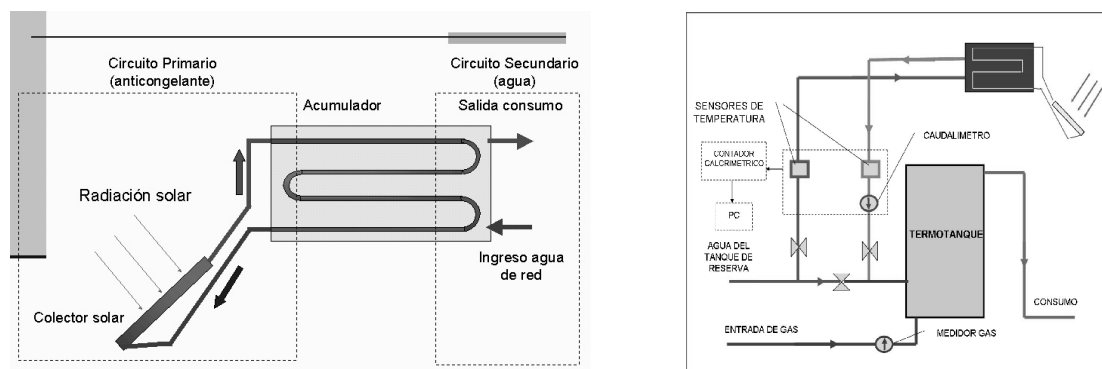 Circuito Primario
(anticongelante)
Circuito Secundario
(agua)
Acumulador
Salida consumo
Radiación solar
Ingreso agua
de red
Colector solar
SENSORES DE
TEMPERATURA
CAUDALIMETRO
CONTADOR
CALORIMETRICO
PC
TERMOTANQUE
AGUA DEL
TANQUE DE
RESERVA
CONSUMO
ENTRADA DE GAS
MEDIDOR GAS